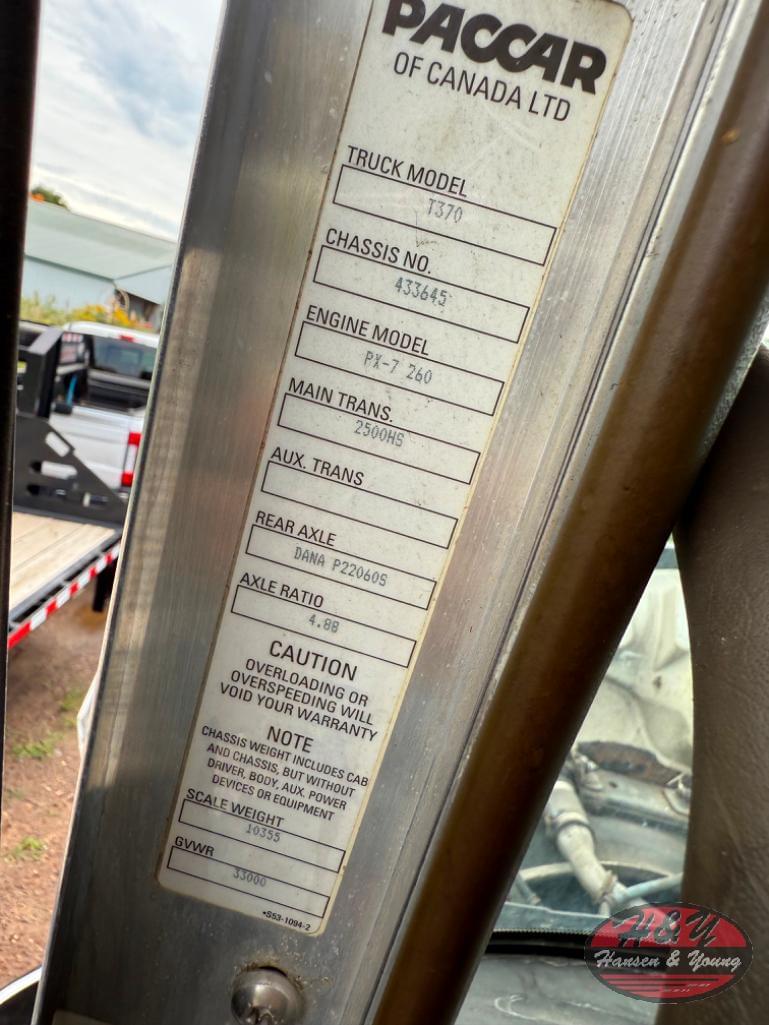 PACCAR
OF CANADA LTD
TRUCK MODEL
T370
CHASSIS NO.
433645
ENGINE MODEL
PX-7 260
MAIN TRANS.
2500HS
AUX. TRANS
REAR AXLE
DANA P22060S
AXLE RATIO
4.88
CAUTION
OVERLOADING OR
OVERSPEEDING WILL
VOID YOUR WARRANTY
NOTE
CHASSIS WEIGHT INCLUDES CAB
AND CHASSIS, BUT WITHOUT
DRIVER, BODY, AUX. POWER
DEVICES OR EQUIPMENT
SCALE WEIGHT
10355
GVWR
33000
*S53-1094-2
H&Y
Hansen & Young